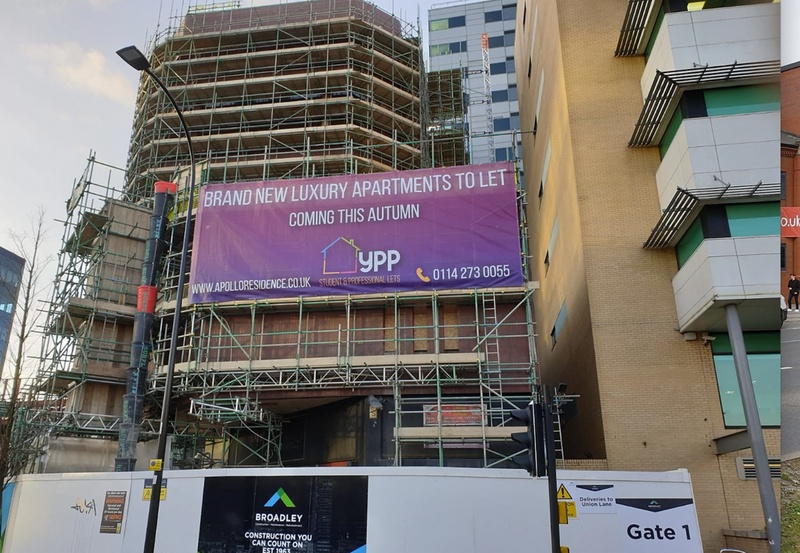 BRAND NEW LUXURY APARTMENTS TO LET
COMING THIS AUTUMN
ypp
STUDENT & PROFESSIONAL LETS
WWW.APOLLORESIDENCE.CO.UK
0114 273 0055
o.uk
BROADLEY
CONSTRUCTION YOU
CAN COUNT ON
EST 1963
Deliveries to
Union Lane
Gate 1